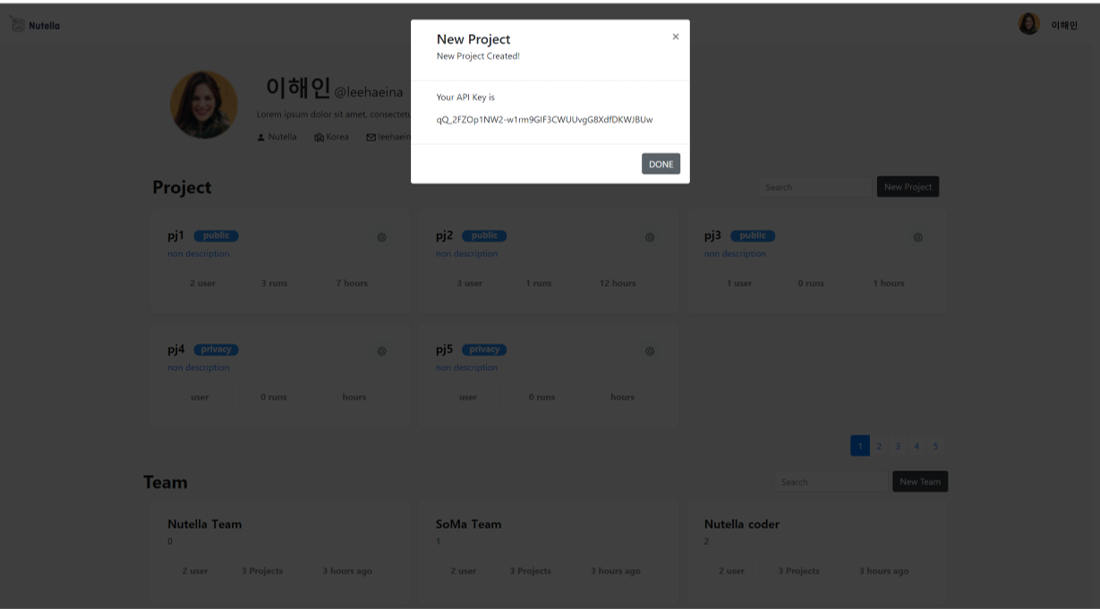 Nutella
이해인
New Project
×
New Project Created!
Your API Key is
qQ_2FZOp1NW2-w1rm9GlF3CWUUvgG8XdfDKWJBUw
DONE
이해인 @leehaeina
Lorem ipsum dolor sit amet, consectetu
Nutella Korea leehaein
Project
Search
New Project
pj1 public
non description
2 user 3 runs 7 hours
pj2 public
non description
3 user 1 runs 12 hours
pj3 public
non description
1 user 0 runs 1 hours
pj4 privacy
non description
user 0 runs hours
pj5 privacy
non description
user 0 runs hours
1 2 3 4 5
Team
Search
New Team
Nutella Team
0
2 user 3 Projects 3 hours ago
SoMa Team
1
2 user 3 Projects 3 hours ago
Nutella coder
2
2 user 3 Projects 3 hours ago